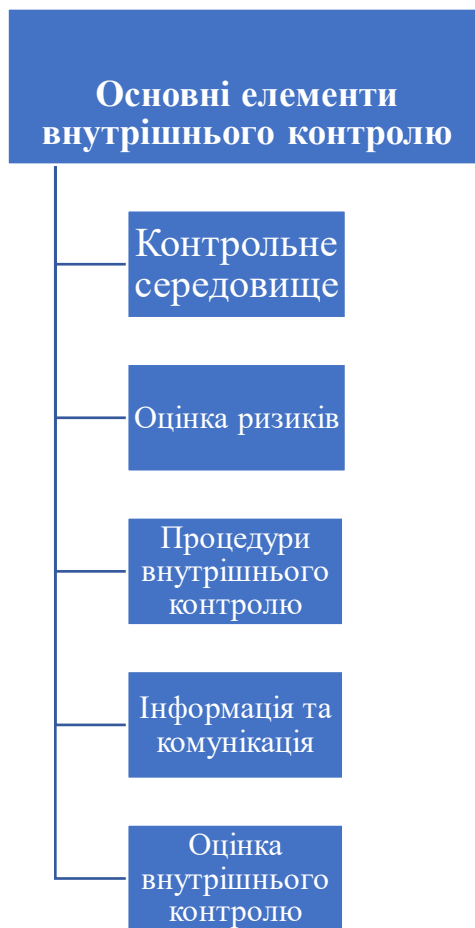 Основні елементи
внутрішнього контролю
Контрольне
середовище
Оцінка ризиків
Процедури
внутрішнього
контролю
Інформація та
комунікація
Оцінка
внутрішнього
контролю